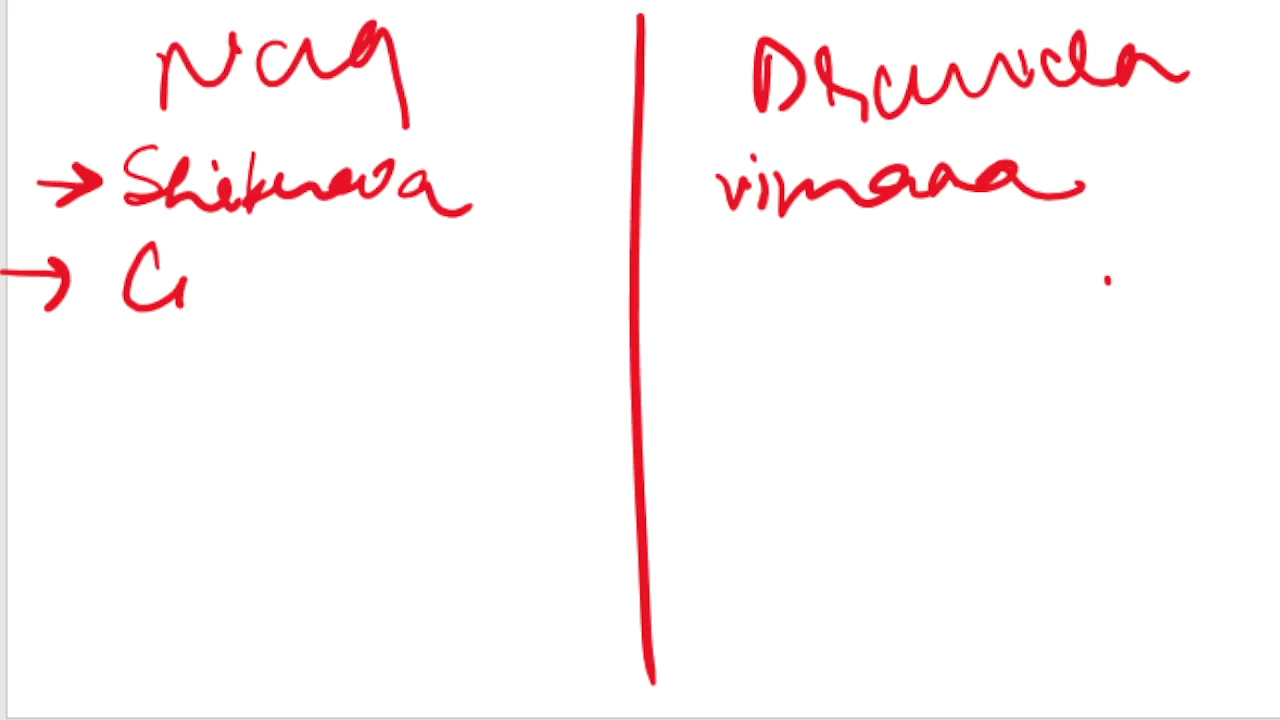 Nag Dravida
→ Shikhara vimana
→ G